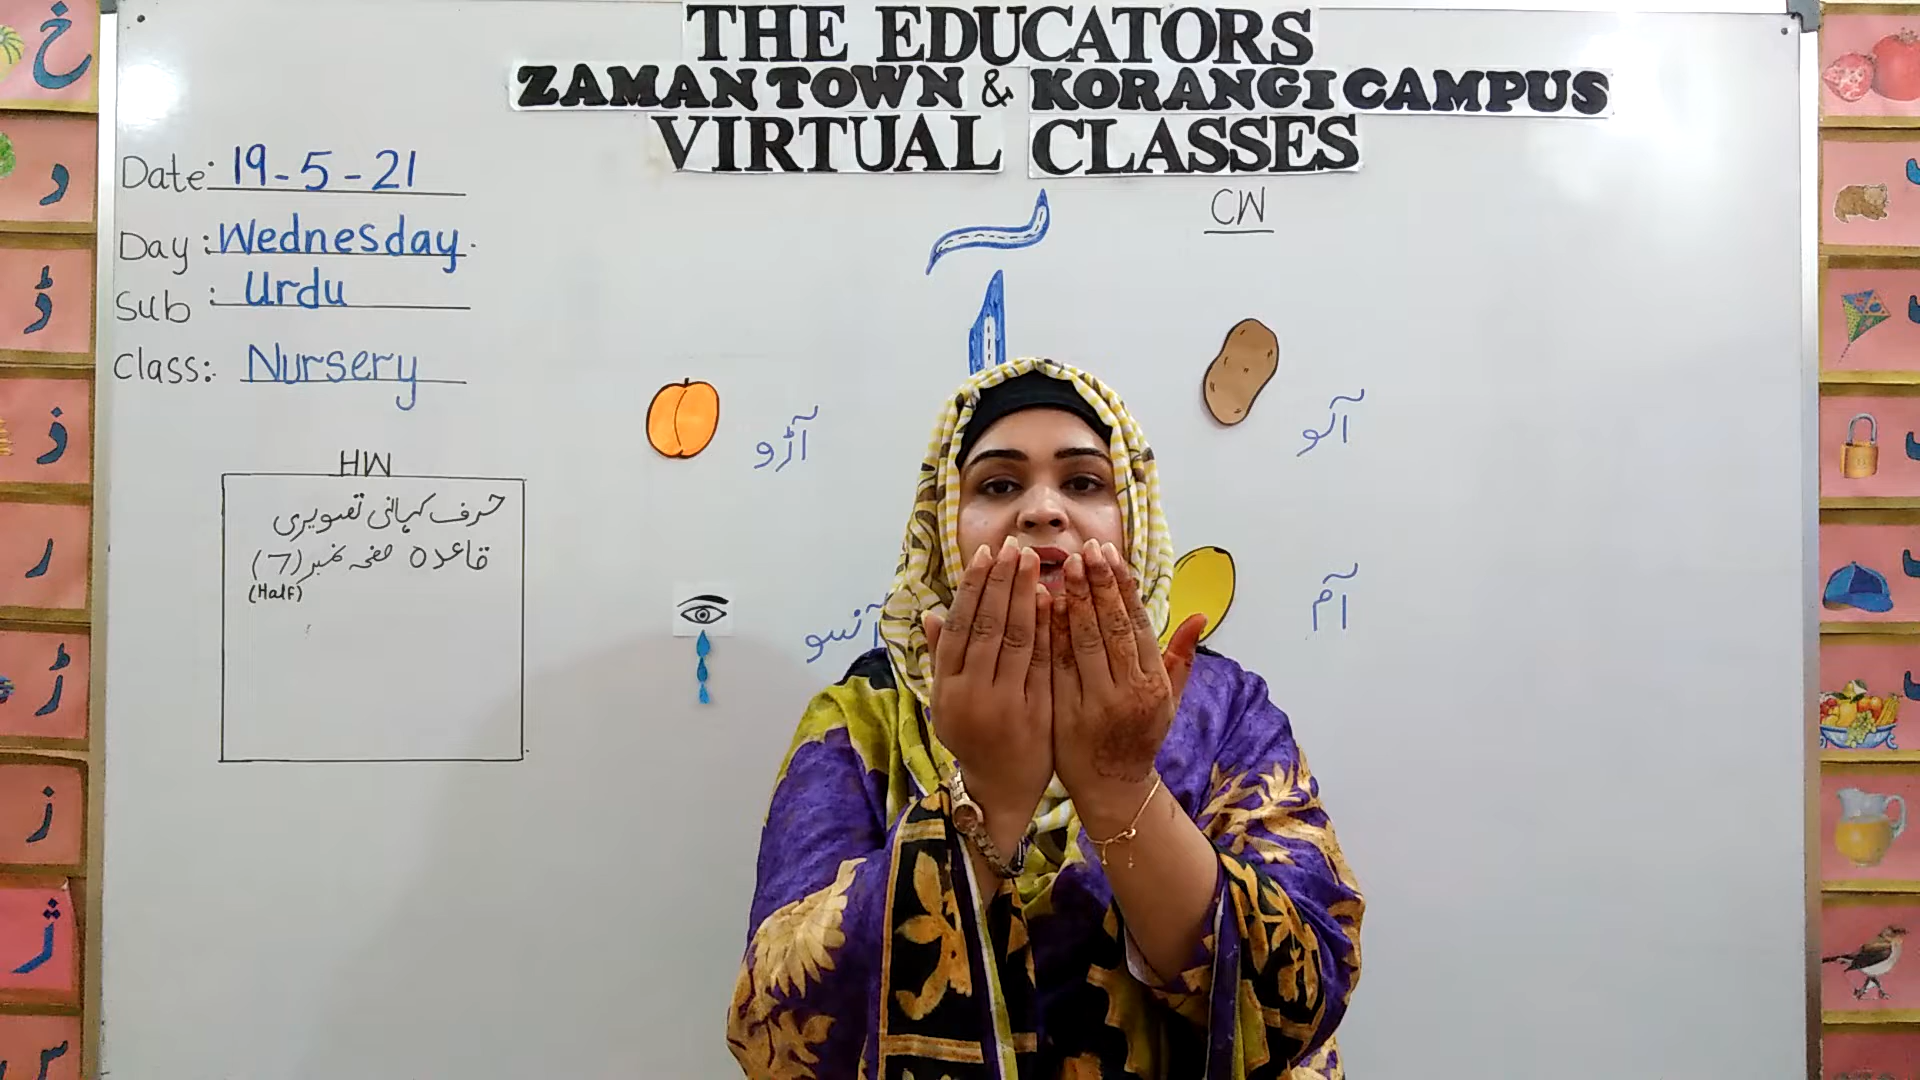 THE EDUCATORS
ZAMAN TOWN & KORANGI CAMPUS
VIRTUAL CLASSES
Date: 19-5-21
Day: Wednesday.
Sub: Urdu
Class: Nursery
CW
آ
آڑو
آلو
آنسو
آم
HW
حرف کہانی تصویری
قاعدہ صفحہ نمبر (7)
(Half)
خ
د
ڈ
ذ
ر
ڑ
ز
ژ
س